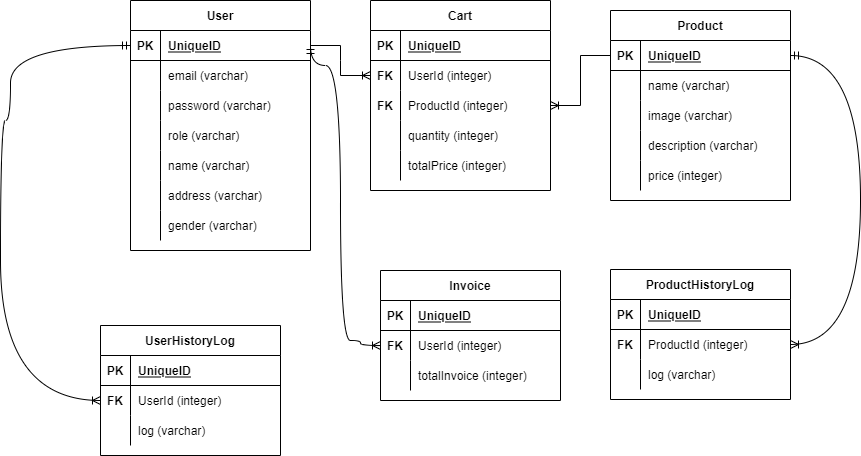 User
PK UniqueID
email (varchar)
password (varchar)
role (varchar)
name (varchar)
address (varchar)
gender (varchar)
Cart
PK UniqueID
FK UserId (integer)
FK ProductId (integer)
quantity (integer)
totalPrice (integer)
Product
PK UniqueID
name (varchar)
image (varchar)
description (varchar)
price (integer)
UserHistoryLog
PK UniqueID
FK UserId (integer)
log (varchar)
Invoice
PK UniqueID
FK UserId (integer)
totalInvoice (integer)
ProductHistoryLog
PK UniqueID
FK ProductId (integer)
log (varchar)